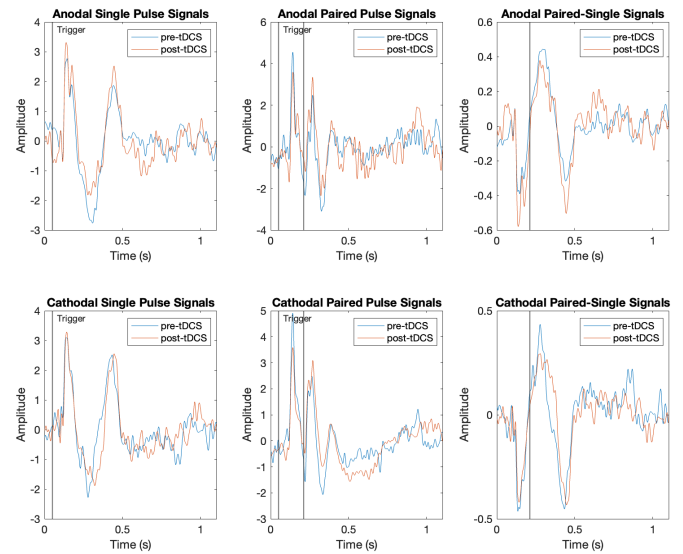 Anodal Single Pulse Signals
Trigger
pre-tDCS
post-tDCS
Amplitude
4
3
2
1
0
-1
-2
-3
0
0.5
1
Time (s)
Anodal Paired Pulse Signals
Trigger
pre-tDCS
post-tDCS
Amplitude
6
4
2
0
-2
-4
0
0.5
1
Time (s)
Anodal Paired-Single Signals
pre-tDCS
post-tDCS
Amplitude
0.6
0.4
0.2
0
-0.2
-0.4
-0.6
0
0.5
1
Time (s)
Cathodal Single Pulse Signals
Trigger
pre-tDCS
post-tDCS
Amplitude
4
3
2
1
0
-1
-2
-3
0
0.5
1
Time (s)
Cathodal Paired Pulse Signals
Trigger
pre-tDCS
post-tDCS
Amplitude
5
4
3
2
1
0
-1
-2
-3
0
0.5
1
Time (s)
Cathodal Paired-Single Signals
pre-tDCS
post-tDCS
Amplitude
0.5
0
-0.5
0
0.5
1
Time (s)